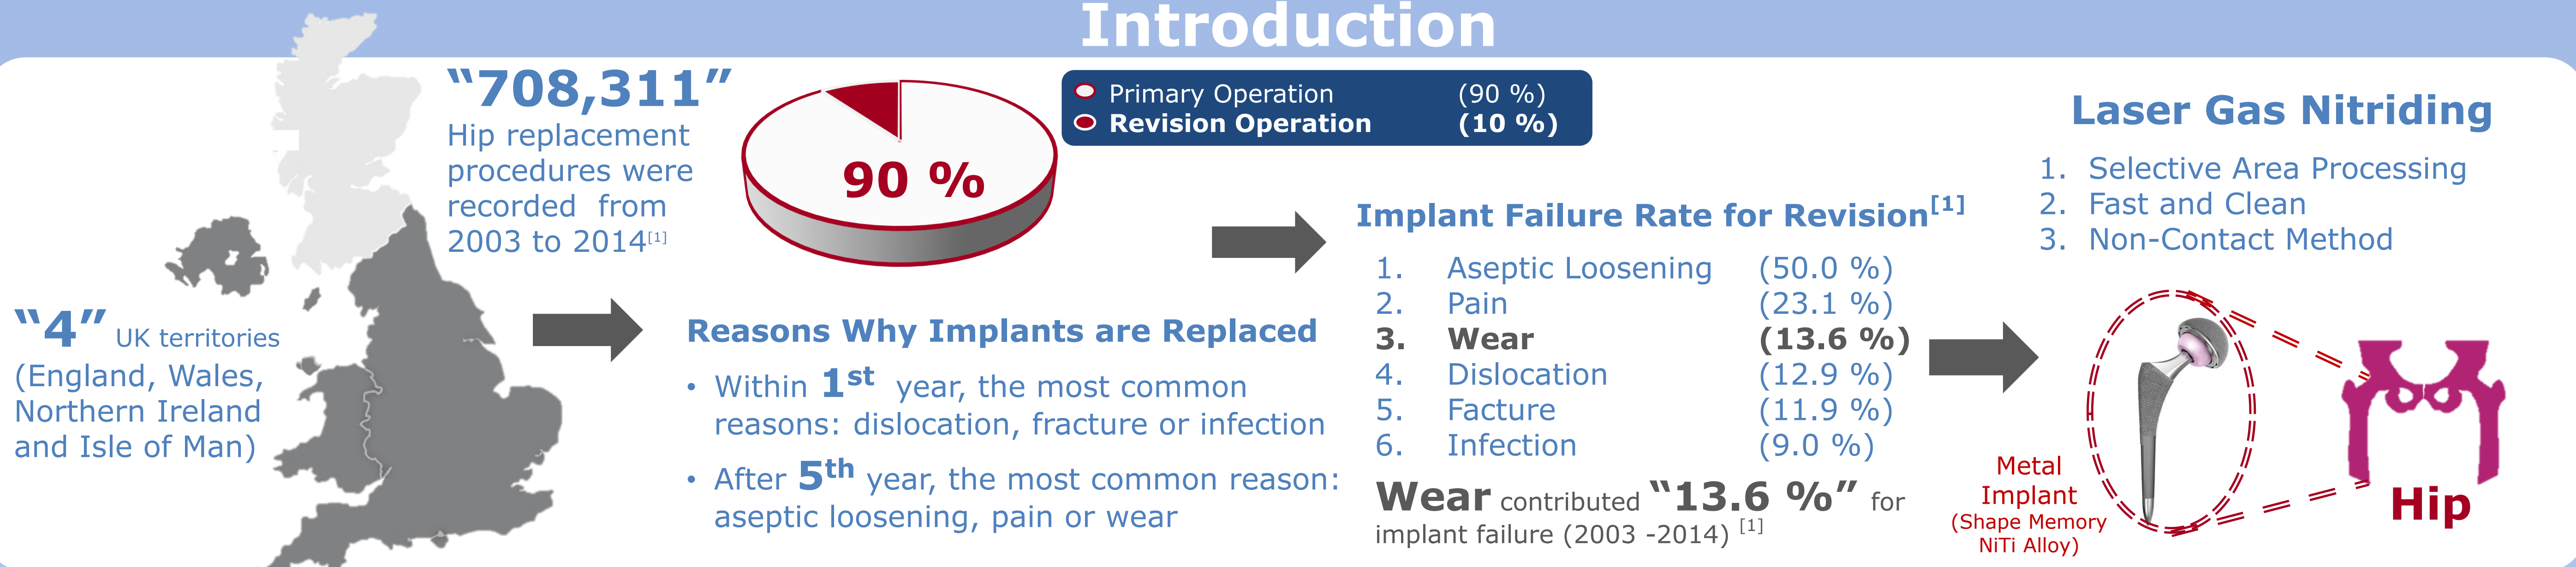 Introduction
“708,311”
Hip replacement
procedures were
recorded from
2003 to 2014[1]
“4” UK territories
(England, Wales,
Northern Ireland
and Isle of Man)
90 %
Primary Operation (90 %)
Revision Operation (10 %)
Reasons Why Implants are Replaced
• Within 1st year, the most common
reasons: dislocation, fracture or infection
• After 5th year, the most common reason:
aseptic loosening, pain or wear
Implant Failure Rate for Revision[1]
1. Aseptic Loosening (50.0 %)
2. Pain (23.1 %)
3. Wear (13.6 %)
4. Dislocation (12.9 %)
5. Facture (11.9 %)
6. Infection (9.0 %)
Wear contributed “13.6 %” for
implant failure (2003 -2014) [1]
Laser Gas Nitriding
1. Selective Area Processing
2. Fast and Clean
3. Non-Contact Method
Metal
Implant
(Shape Memory
NiTi Alloy)
Hip